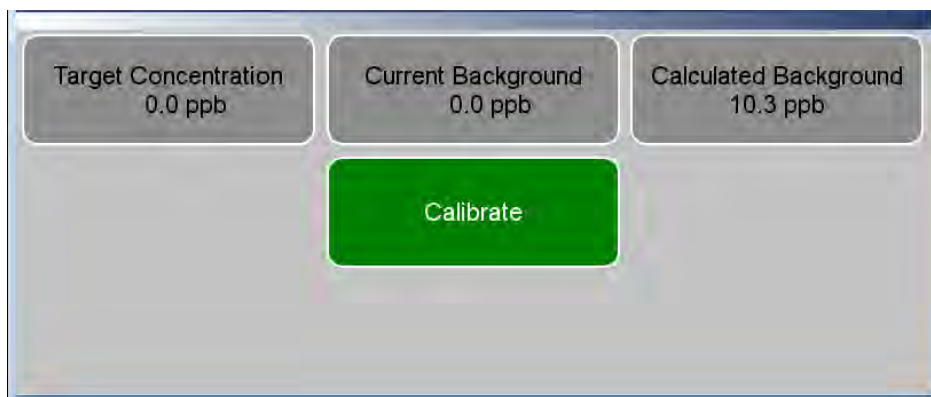 Target Concentration
0.0 ppb
Current Background
0.0 ppb
Calculated Background
10.3 ppb
Calibrate